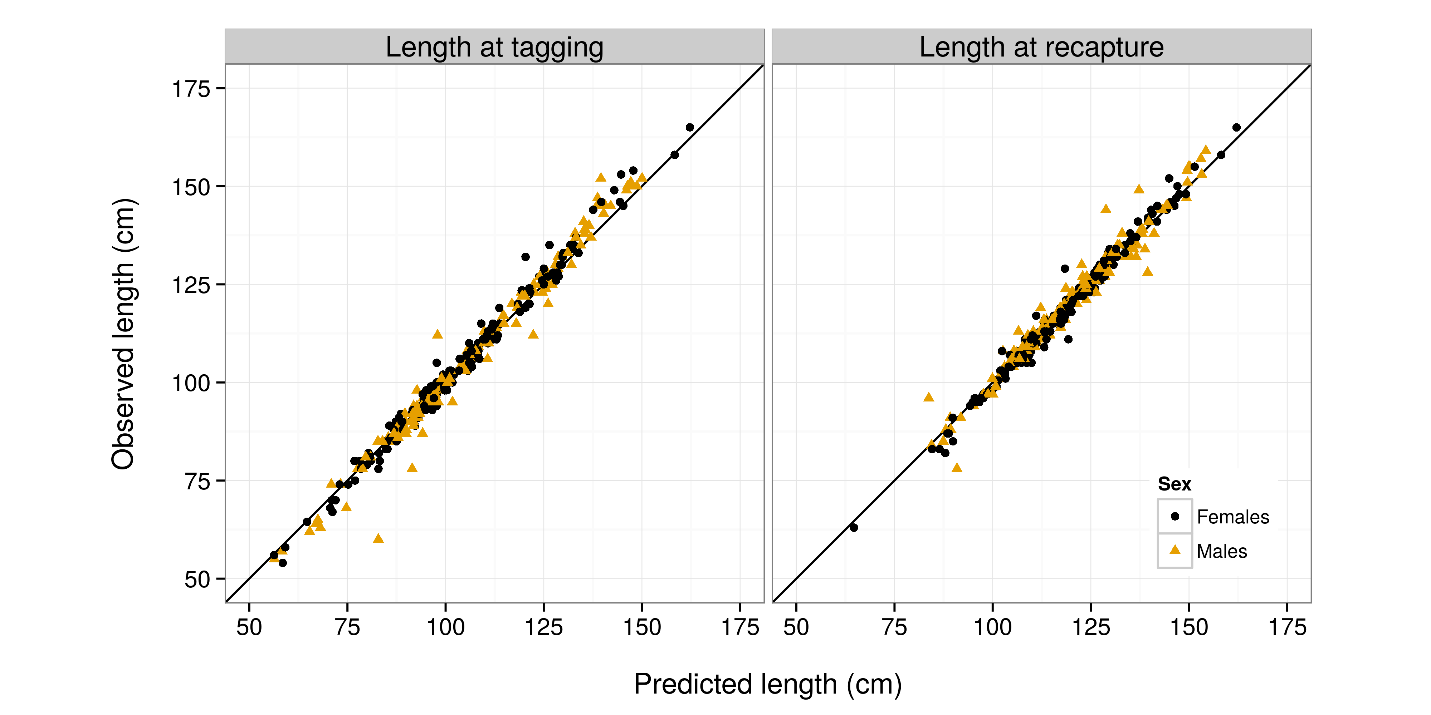 Length at tagging
Length at recapture
Observed length (cm)
175
150
125
100
75
50
50 75 100 125 150 175
50 75 100 125 150 175
Predicted length (cm)
Sex
Females
Males